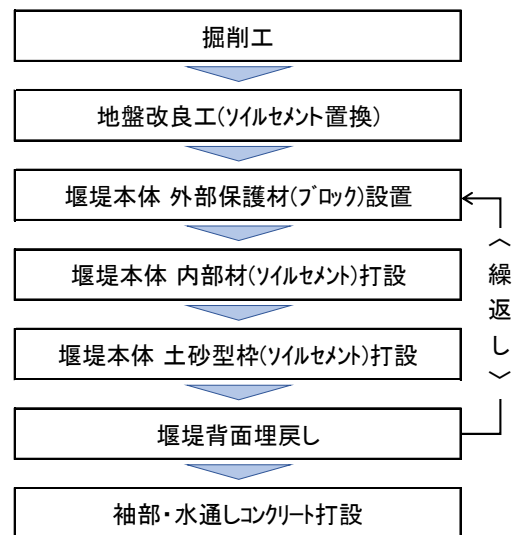 掘削工
地盤改良工(ｿｲﾙｾﾒﾝﾄ置換)
堰堤本体 外部保護材(ﾌﾞﾛｯｸ)設置
堰堤本体 内部材(ｿｲﾙｾﾒﾝﾄ)打設
堰堤本体 土砂型枠(ｿｲﾙｾﾒﾝﾄ)打設
堰堤背面埋戻し
袖部・水通しｺﾝｸﾘｰﾄ打設
〈繰返し〉